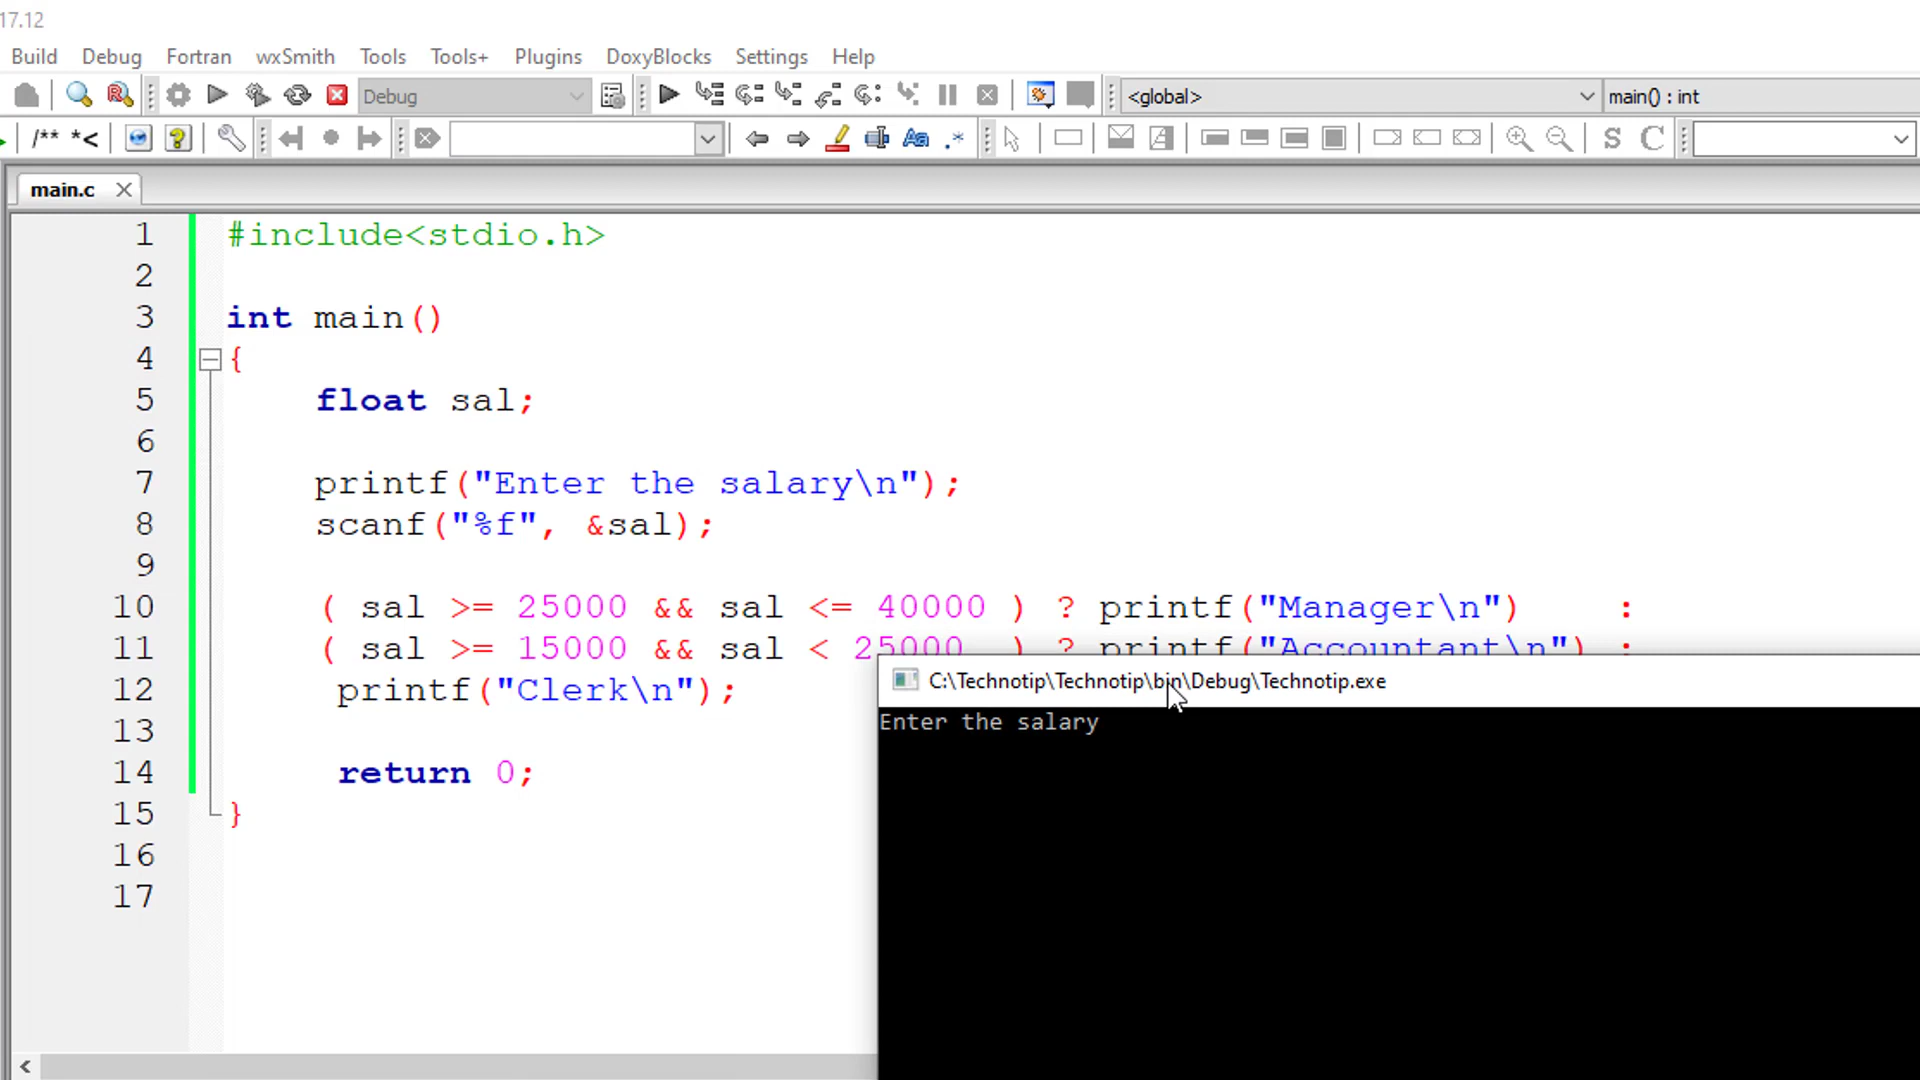 17.12
Build Debug Fortran wxSmith Tools Tools+ Plugins DoxyBlocks Settings Help
Debug <global> main() : int
/** *< Aa .* S C
main.c
1 #include<stdio.h>
2
3 int main()
4 {
5 float sal;
6
7 printf("Enter the salary\n");
8 scanf("%f", &sal);
9
10 ( sal >= 25000 && sal <= 40000 ) ? printf("Manager\n") :
11 ( sal >= 15000 && sal < 25000 ) ? printf("Accountant\n") :
12 printf("Clerk\n");
13
14 return 0;
15 }
16
17
C:\Technotip\Technotip\bin\Debug\Technotip.exe
Enter the salary